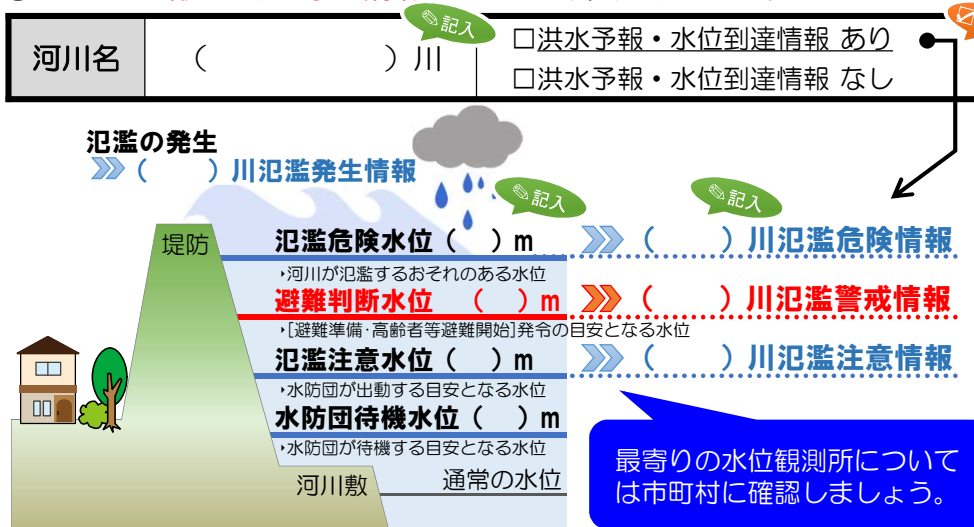 河川名 （　　　　　　）川
記入
□洪水予報・水位到達情報 あり
□洪水予報・水位到達情報 なし
氾濫の発生
（　　）川氾濫発生情報
記入
記入
堤防
氾濫危険水位（　）m （　　）川氾濫危険情報
・河川が氾濫するおそれのある水位
避難判断水位　（　）m （　　）川氾濫警戒情報
・[避難準備･高齢者等避難開始]発令の目安となる水位
氾濫注意水位（　）m （　　）川氾濫注意情報
・水防団が出動する目安となる水位
水防団待機水位（　）m
・水防団が待機する目安となる水位
河川敷
通常の水位
最寄りの水位観測所について
は市町村に確認しましょう。